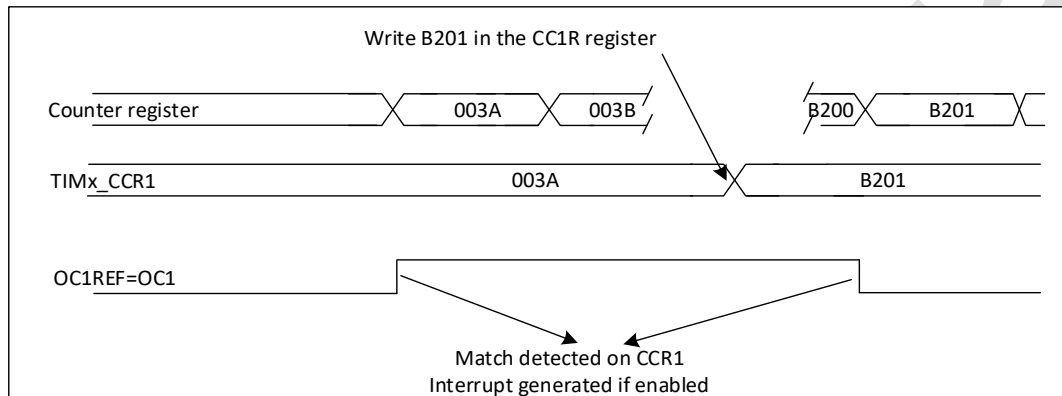 Write B201 in the CC1R register
Counter register 003A 003B B200 B201
TIMx_CCR1 003A B201
OC1REF=OC1
Match detected on CCR1
Interrupt generated if enabled